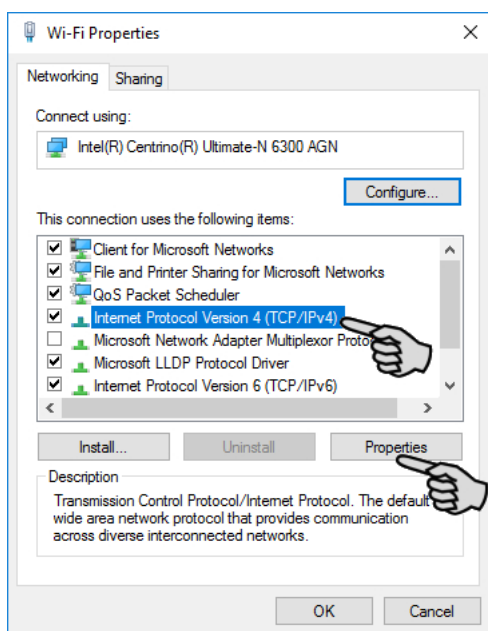 Wi-Fi Properties
Networking
Sharing
Connect using:
Intel(R) Centrino(R) Ultimate-N 6300 AGN
Configure...
This connection uses the following items:
Client for Microsoft Networks
File and Printer Sharing for Microsoft Networks
QoS Packet Scheduler
Internet Protocol Version 4 (TCP/IPv4)
Microsoft Network Adapter Multiplexor
Microsoft LLDP Protocol Driver
Internet Protocol Version 6 (TCP/IPv6)
Install...
Uninstall
Properties
Description
Transmission Control Protocol/Internet Protocol. The default
wide area network protocol that provides communication
across diverse interconnected networks.
OK
Cancel